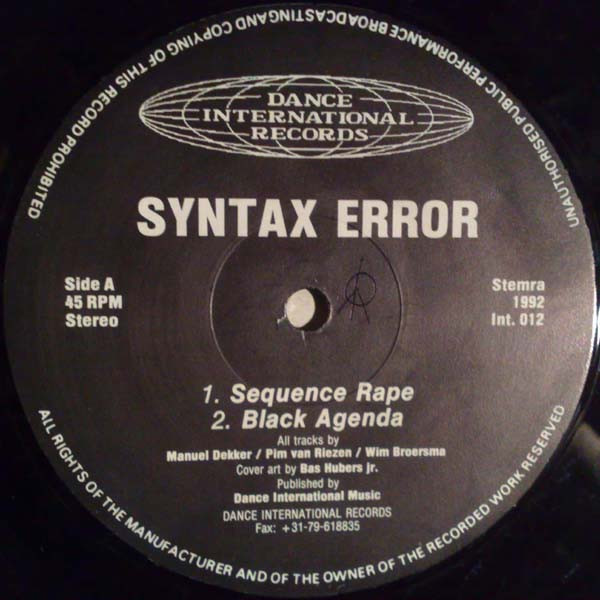 UNAUTHORISED PUBLIC PERFORMANCE BROADCASTING AND COPYING OF THIS RECORD PROHIBITED
DANCE
INTERNATIONAL
RECORDS
SYNTAX ERROR
Side A
45 RPM
Stereo
Stemra
1992
Int. 012
1. Sequence Rape
2. Black Agenda
All tracks by
Manuel Dekker / Pim van Riezen / Wim Broersma
Cover art by Bas Hubers jr.
Published by
Dance International Music
DANCE INTERNATIONAL RECORDS
Fax: +31-79-618835
ALL RIGHTS OF THE MANUFACTURER AND OF THE OWNER OF THE RECORDED WORK RESERVED